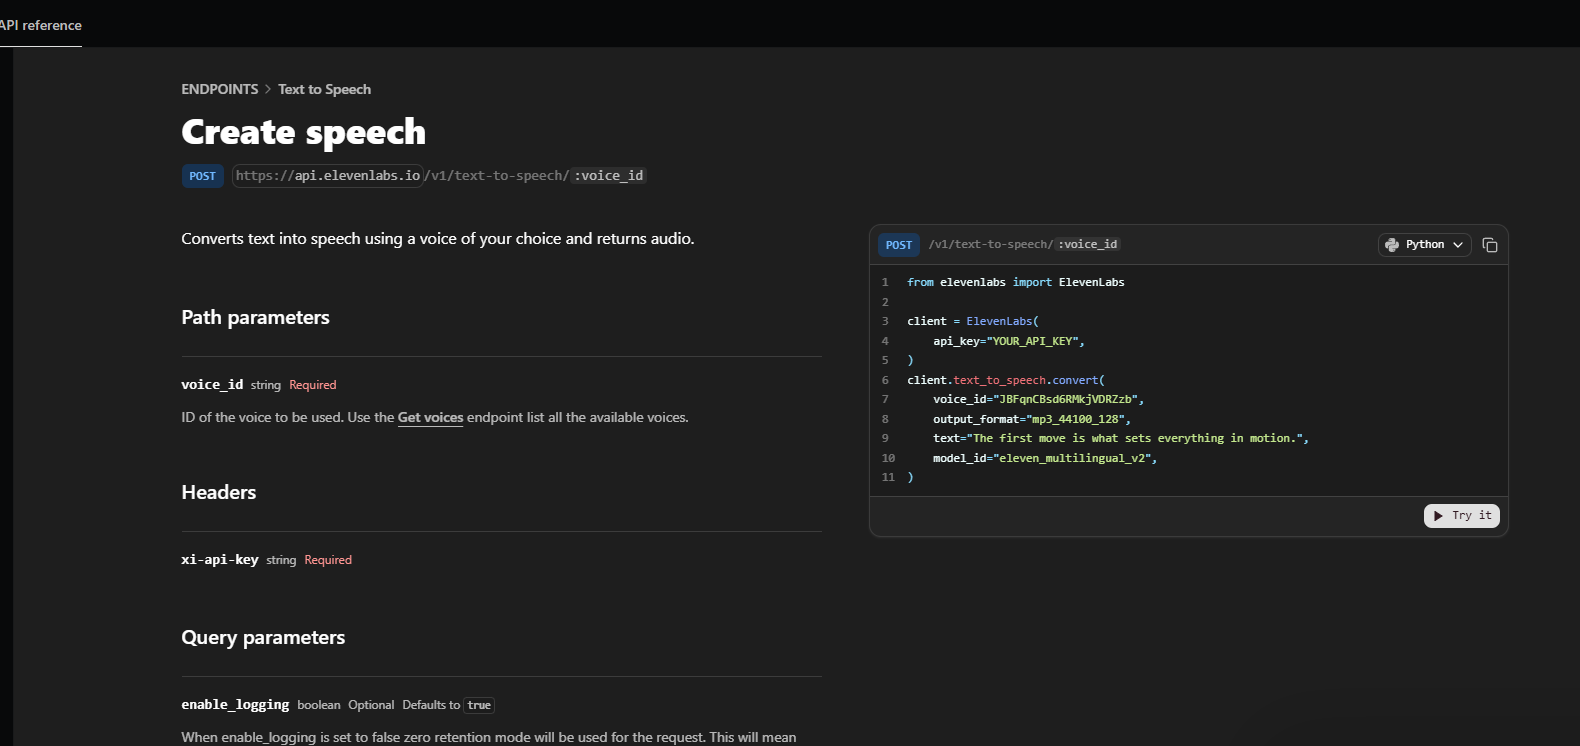 API reference
ENDPOINTS > Text to Speech
Create speech
POST https://api.elevenlabs.io/v1/text-to-speech/:voice_id
Converts text into speech using a voice of your choice and returns audio.
Path parameters
voice_id string Required
ID of the voice to be used. Use the Get voices endpoint list all the available voices.
Headers
xi-api-key string Required
Query parameters
enable_logging boolean Optional Defaults to true
When enable_logging is set to false zero retention mode will be used for the request. This will mean
POST /v1/text-to-speech/:voice_id Python
1 from elevenlabs import ElevenLabs
2
3 client = ElevenLabs(
4     api_key="YOUR_API_KEY",
5 )
6 client.text_to_speech.convert(
7     voice_id="JBFqnCBsd6RMkjVDRZzb",
8     output_format="mp3_44100_128",
9     text="The first move is what sets everything in motion.",
10     model_id="eleven_multilingual_v2",
11 )
Try it